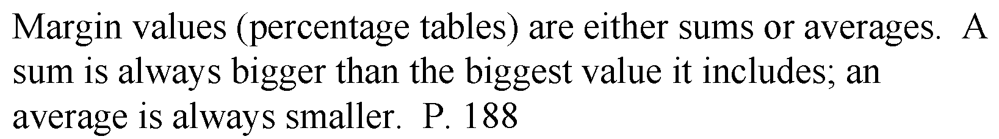 Margin values (percentage tables) are either sums or averages.  A
sum is always bigger than the biggest value it includes; an
average is always smaller.  P. 188